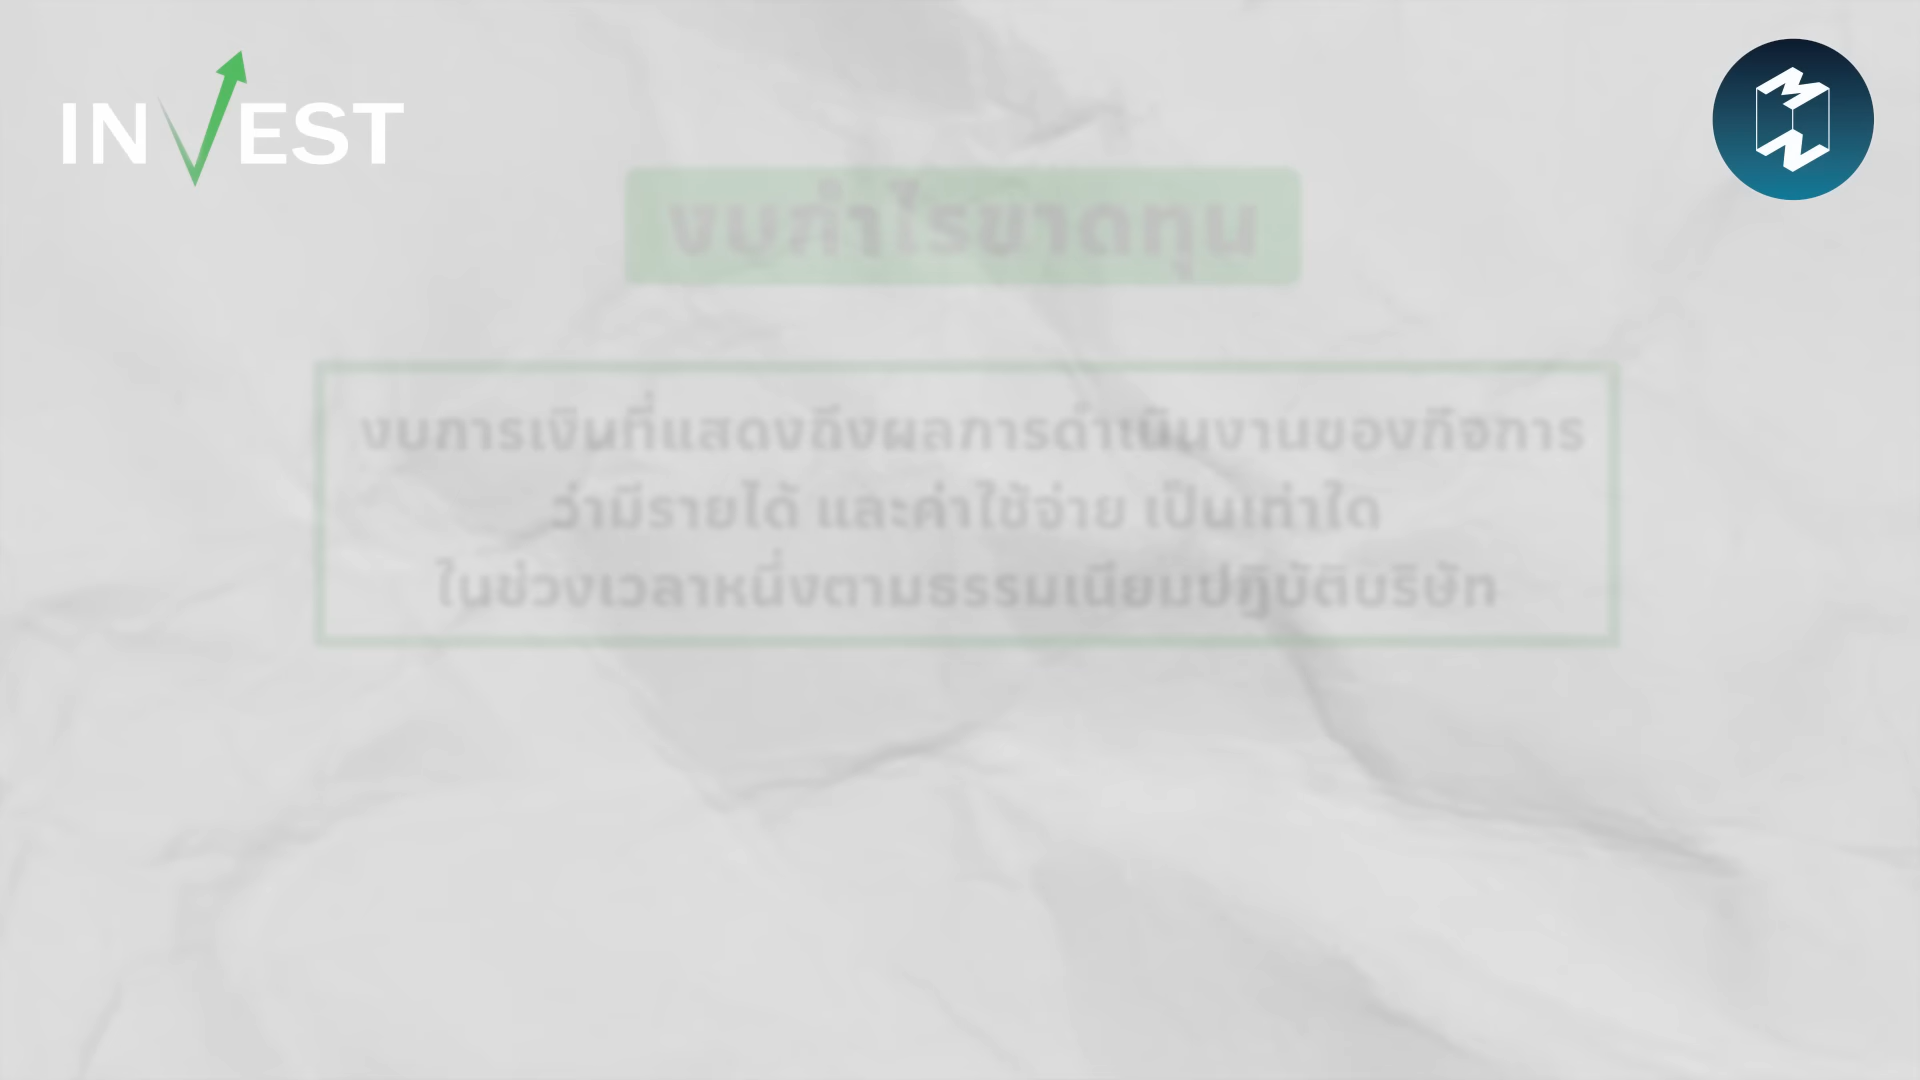 INVEST
งบกำไรขาดทุน
งบการเงินที่แสดงถึงผลการดำเนินงานของกิจการ
ว่ามีรายได้ และค่าใช้จ่าย เป็นเท่าใด
ในช่วงเวลาหนึ่งตามธรรมเนียมปฏิบัติบริษัท